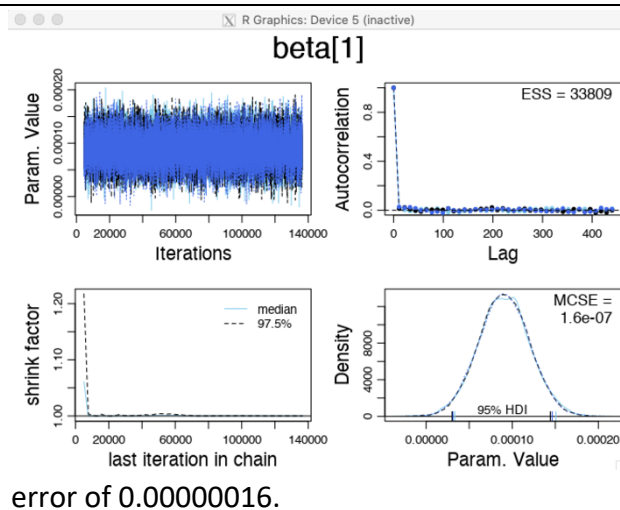 R Graphics: Device 5 (inactive)
beta[1]
Param. Value
0.00000 0.00010 0.00020
0 20000 60000 100000 140000
Iterations
Autocorrelation
0.0 0.4 0.8
ESS = 33809
0 100 200 300 400
Lag
shrink factor
1.00 1.10 1.20
median
97.5%
0 20000 60000 100000 140000
last iteration in chain
Density
0 4000 8000
MCSE =
1.6e-07
95% HDI
0.00000 0.00010 0.00020
Param. Value
error of 0.00000016.